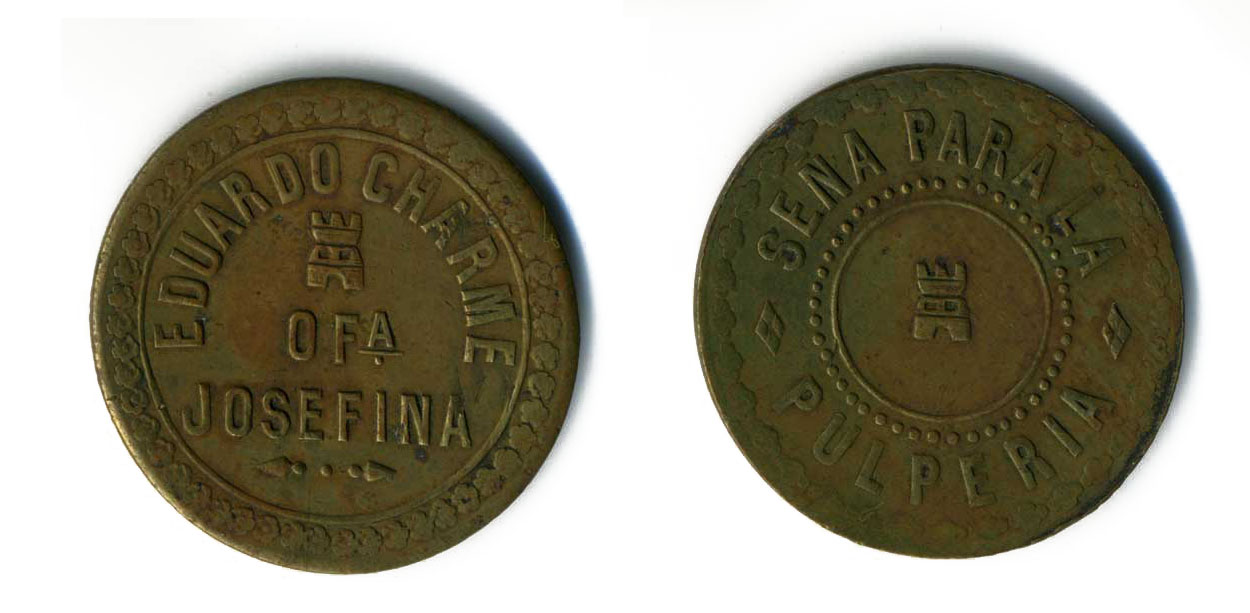 EDUARDO CHARME
OFA
JOSEFINA
SEÑA PARA LA
PULPERIA